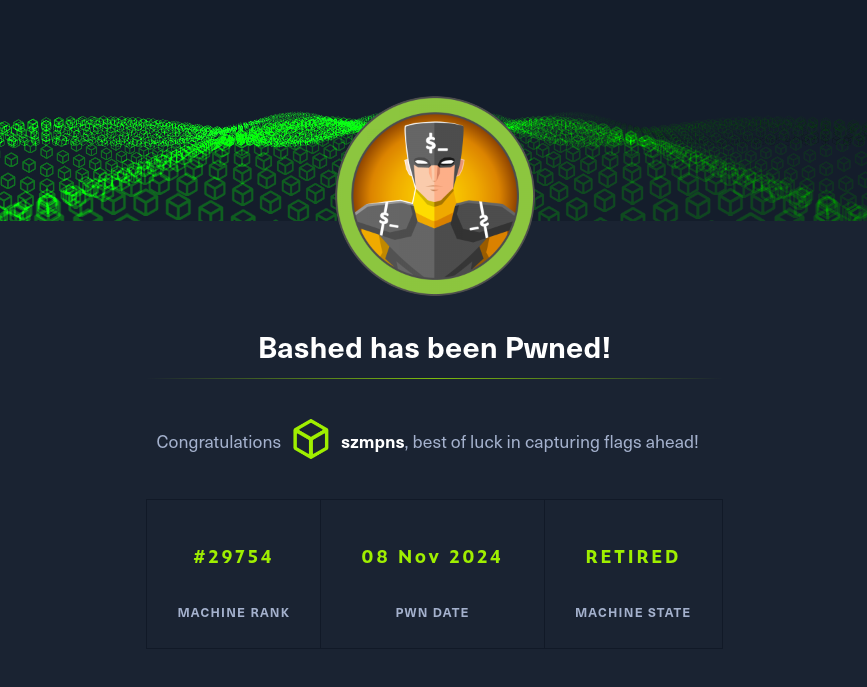 $_
$_
$_
Bashed has been Pwned!
Congratulations szmpns, best of luck in capturing flags ahead!
#29754 08 Nov 2024 RETIRED
MACHINE RANK PWN DATE MACHINE STATE